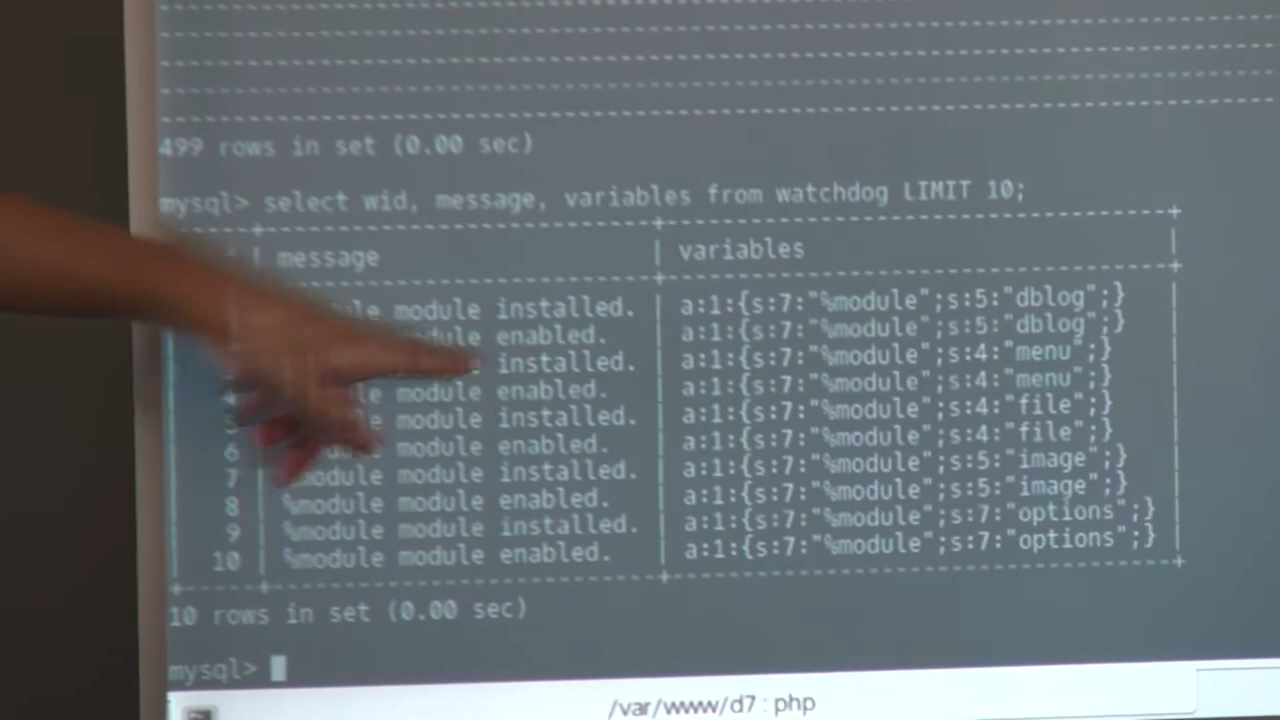 499 rows in set (0.00 sec)
mysql> select wid, message, variables from watchdog LIMIT 10;
| message | variables |
module installed. | a:1:{s:7:"%module";s:5:"dblog";}
enabled. | a:1:{s:7:"%module";s:5:"dblog";}
installed. | a:1:{s:7:"%module";s:4:"menu";}
module enabled. | a:1:{s:7:"%module";s:4:"menu";}
5 module installed. | a:1:{s:7:"%module";s:4:"file";}
6 module enabled. | a:1:{s:7:"%module";s:4:"file";}
7 | %module module installed. | a:1:{s:7:"%module";s:5:"image";}
8 | %module module enabled. | a:1:{s:7:"%module";s:5:"image";}
9 | %module module installed. | a:1:{s:7:"%module";s:7:"options";}
10 | %module module enabled. | a:1:{s:7:"%module";s:7:"options";}
10 rows in set (0.00 sec)
mysql>
/var/www/d7 : php